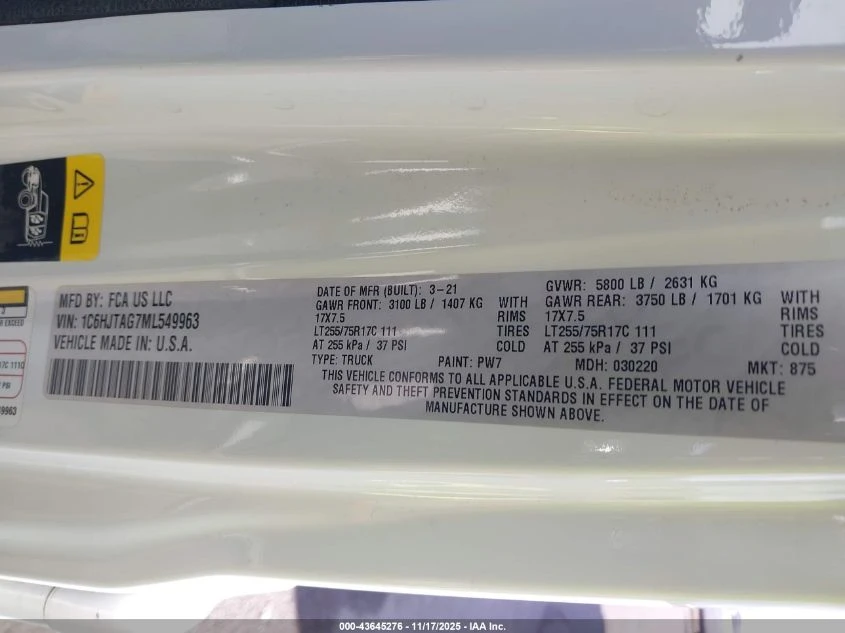 MFD BY: FCA US LLC
VIN: 1C6HJTAG7ML549963
VEHICLE MADE IN: U.S.A.
DATE OF MFR (BUILT): 3-21 GVWR: 5800 LB / 2631 KG
GAWR FRONT: 3100 LB / 1407 KG WITH GAWR REAR: 3750 LB / 1701 KG WITH
17X7.5 RIMS 17X7.5 RIMS
LT255/75R17C 111 TIRES LT255/75R17C 111 TIRES
AT 255 kPa / 37 PSI COLD AT 255 kPa / 37 PSI COLD
TYPE: TRUCK PAINT: PW7 MDH: 030220 MKT: 875
THIS VEHICLE CONFORMS TO ALL APPLICABLE U.S.A. FEDERAL MOTOR VEHICLE
SAFETY AND THEFT PREVENTION STANDARDS IN EFFECT ON THE DATE OF
MANUFACTURE SHOWN ABOVE.
000-43645276 - 11/17/2025 - IAA Inc.